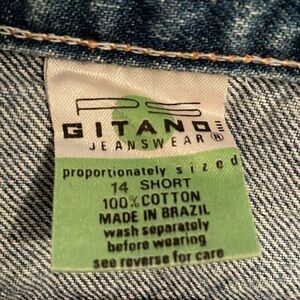 PS
GITANO
JEANSWEAR®
proportionately sized
14 SHORT
100% COTTON
MADE IN BRAZIL
wash separately
before wearing
see reverse for care